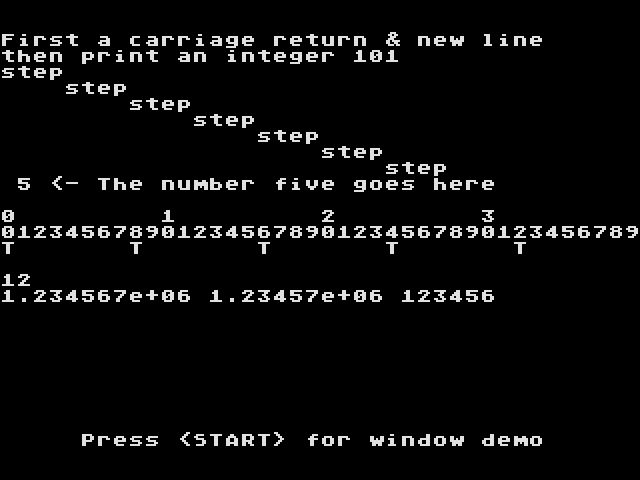 First a carriage return & new line
then print an integer 101
step
    step
        step
            step
                step
                    step
                        step
 5 <- The number five goes here
0         1         2         3
0123456789012345678901234567890123456789
T       T       T       T       T
12
1.234567e+06 1.23457e+06 123456
     Press <START> for window demo